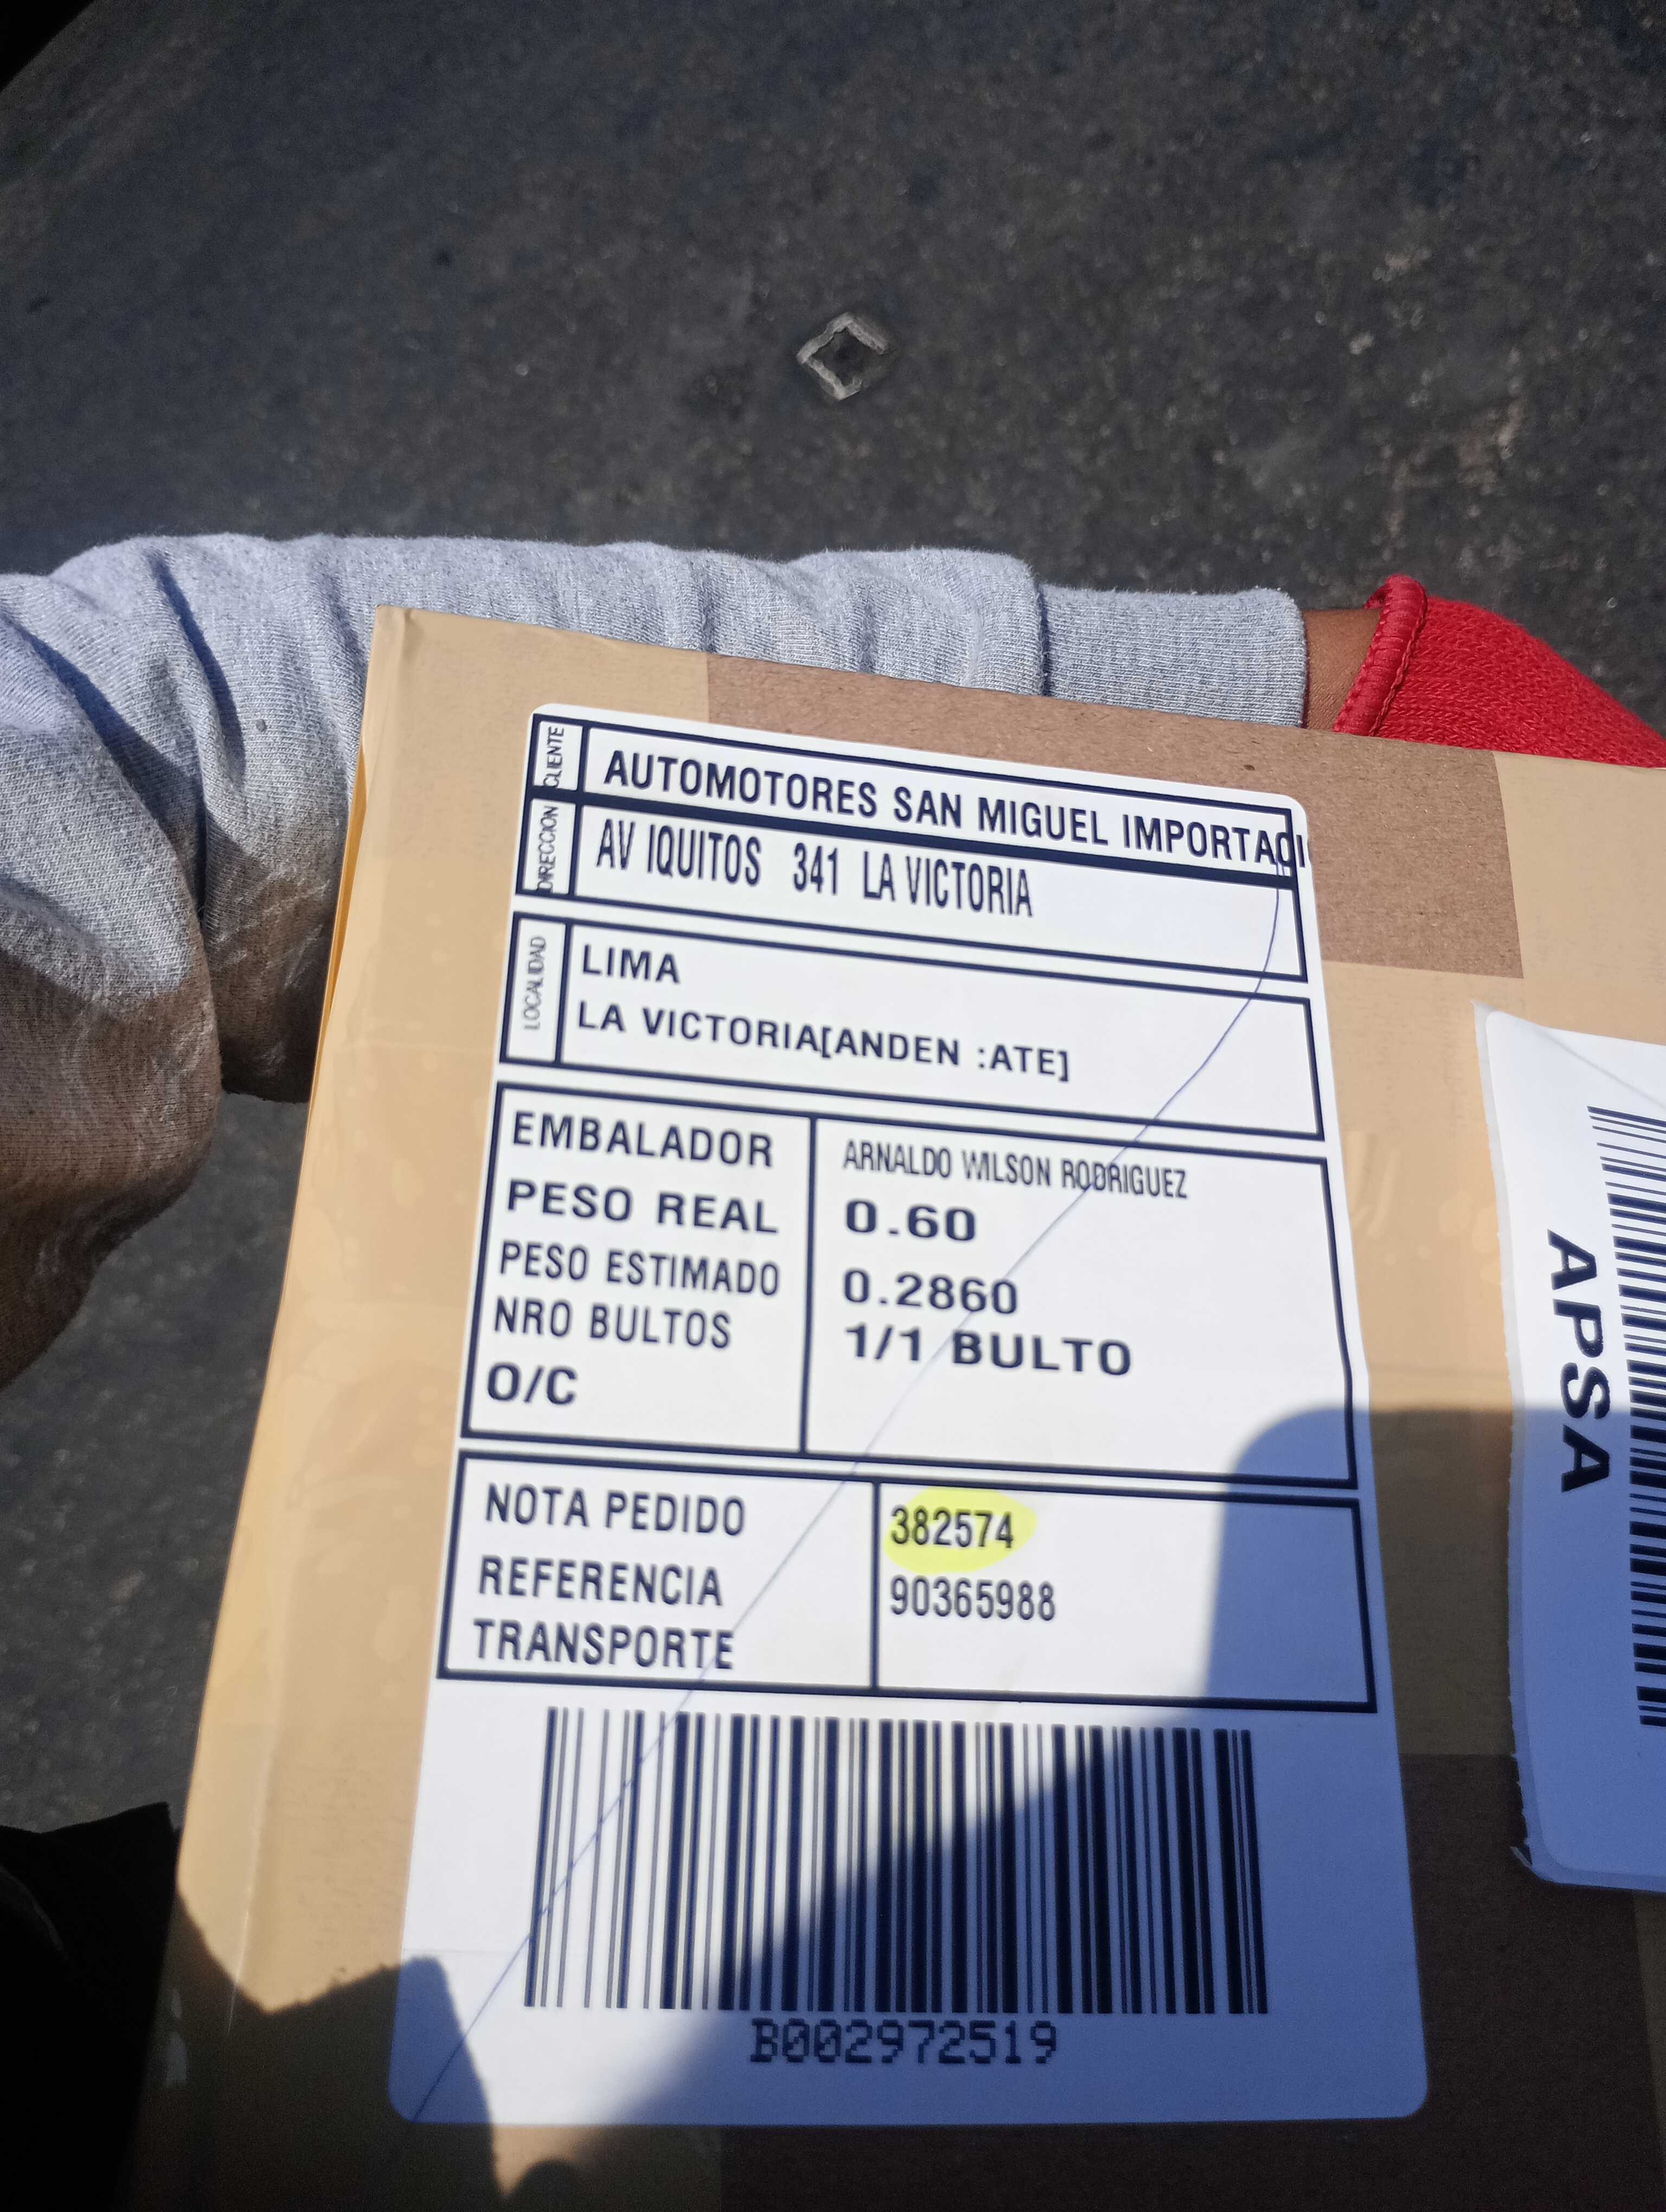 CLIENTE
AUTOMOTORES SAN MIGUEL IMPORTACI
DIRECCION
AV IQUITOS 341 LA VICTORIA
LOCALIDAD
LIMA
LA VICTORIA[ANDEN :ATE]
EMBALADOR ARNALDO WILSON RODRIGUEZ
PESO REAL 0.60
PESO ESTIMADO 0.2860
NRO BULTOS 1/1 BULTO
O/C
NOTA PEDIDO 382574
REFERENCIA 90365988
TRANSPORTE
B002972519
APSA